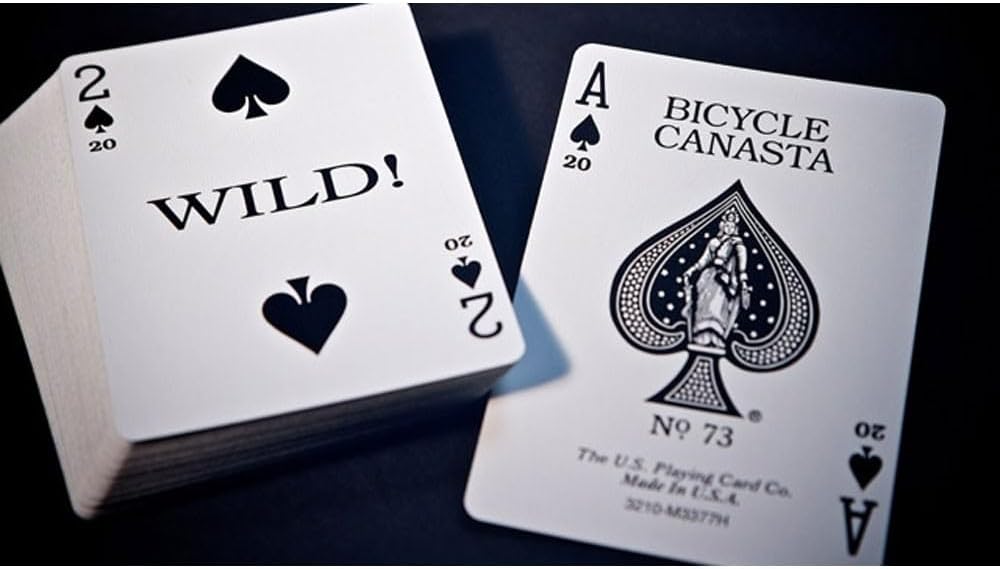 2
20
WILD!
20
2
A
20
BICYCLE
CANASTA
®
Nº 73
The U.S. Playing Card Co.
Made In U.S.A.
3210-M3377H
20
A